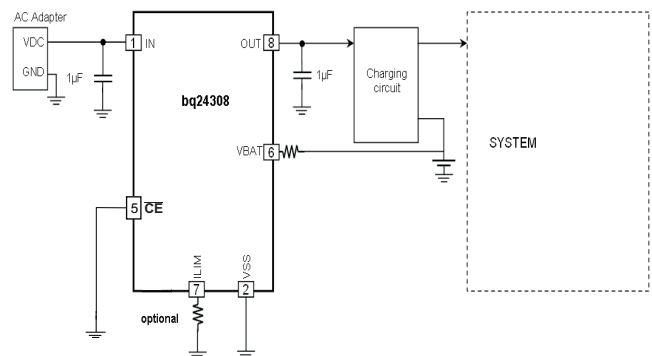 AC Adapter
VDC
GND
1µF
1
IN
OUT
8
1µF
Charging
circuit
bq24308
VBAT
6
SYSTEM
5
CE
ILIM
VSS
7
2
optional